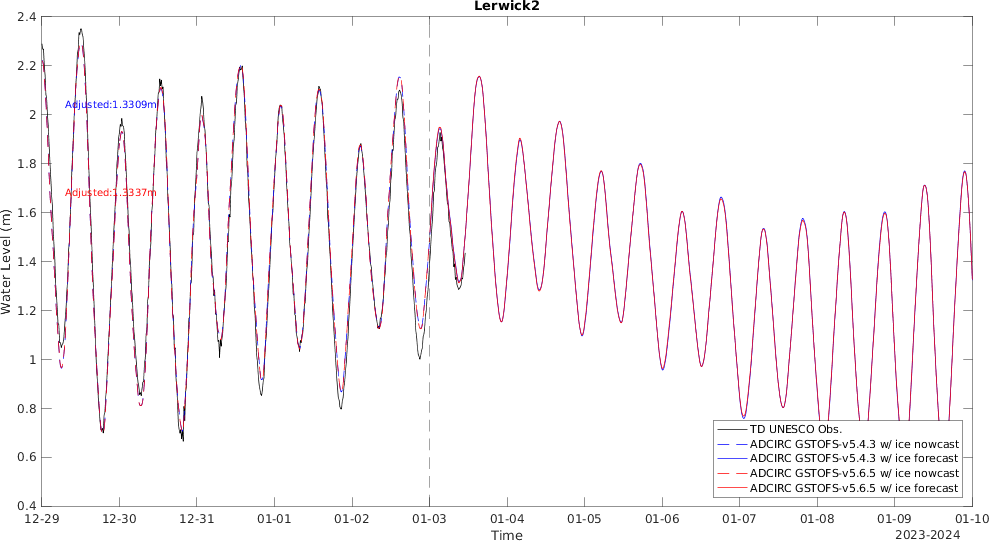 Lerwick2
2.4
2.2
2
1.8
1.6
1.4
1.2
1
0.8
0.6
0.4
Water Level (m)
Adjusted:1.3309m
Adjusted:1.3337m
TD UNESCO Obs.
ADCIRC GSTOFS-v5.4.3 w/ ice nowcast
ADCIRC GSTOFS-v5.4.3 w/ ice forecast
ADCIRC GSTOFS-v5.6.5 w/ ice nowcast
ADCIRC GSTOFS-v5.6.5 w/ ice forecast
12-29 12-30 12-31 01-01 01-02 01-03 01-04 01-05 01-06 01-07 01-08 01-09 01-10
Time
2023-2024